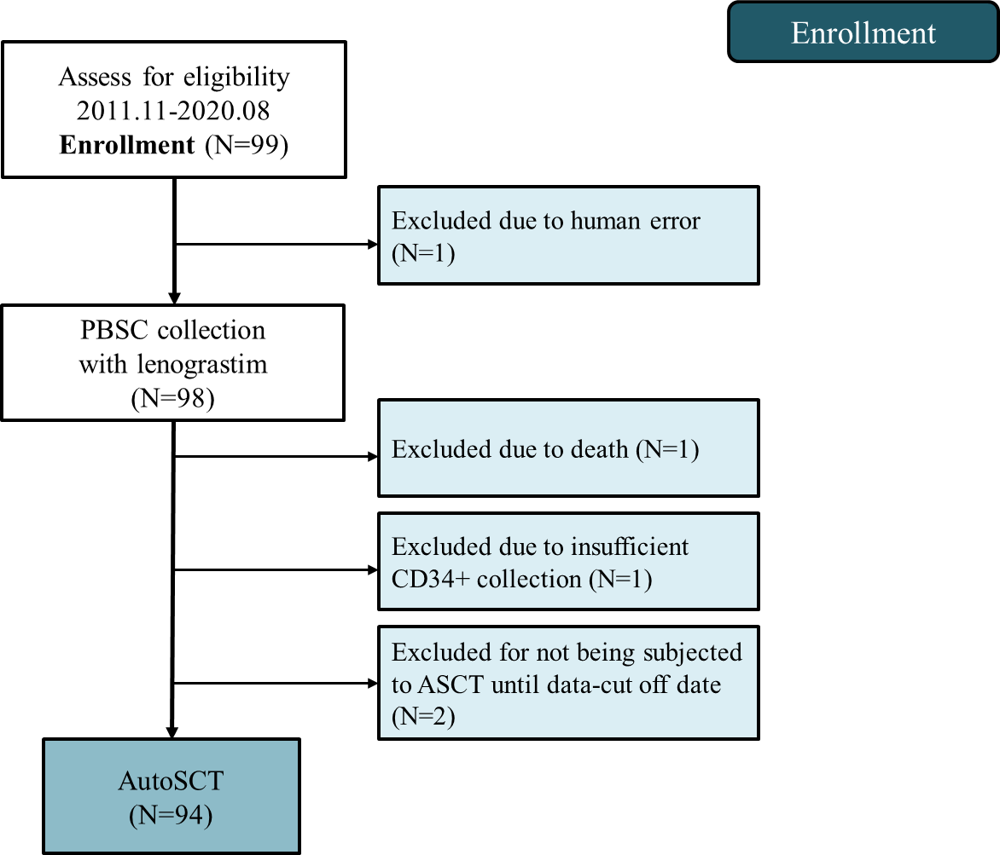 Enrollment
Assess for eligibility
2011.11-2020.08
Enrollment (N=99)
Excluded due to human error
(N=1)
PBSC collection
with lenograstim
(N=98)
Excluded due to death (N=1)
Excluded due to insufficient
CD34+ collection (N=1)
Excluded for not being subjected
to ASCT until data-cut off date
(N=2)
AutoSCT
(N=94)